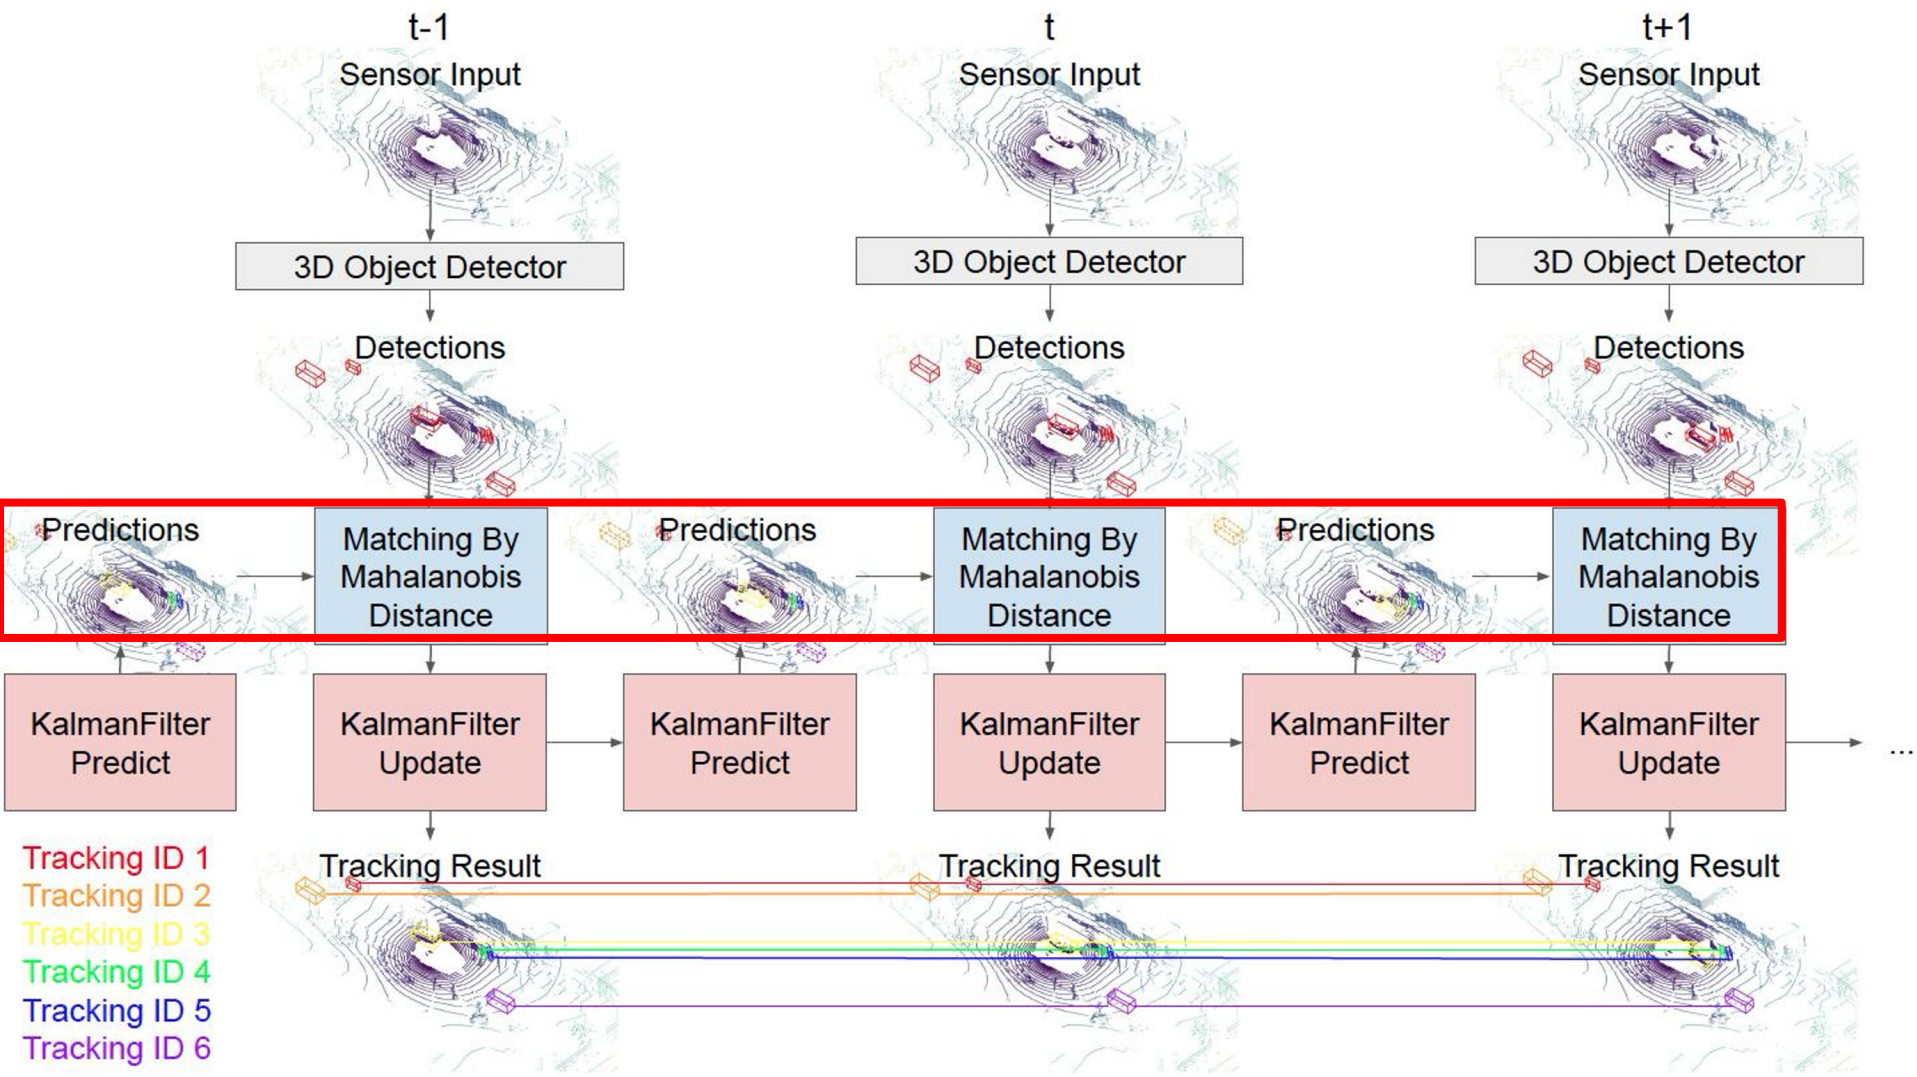 t-1
t
t+1
Sensor Input
Sensor Input
Sensor Input
3D Object Detector
3D Object Detector
3D Object Detector
Detections
Detections
Detections
Predictions
Matching By
Mahalanobis
Distance
Predictions
Matching By
Mahalanobis
Distance
Predictions
Matching By
Mahalanobis
Distance
KalmanFilter
Predict
KalmanFilter
Update
KalmanFilter
Predict
KalmanFilter
Update
KalmanFilter
Predict
KalmanFilter
Update
...
Tracking ID 1
Tracking ID 2
Tracking ID 3
Tracking ID 4
Tracking ID 5
Tracking ID 6
Tracking Result
Tracking Result
Tracking Result